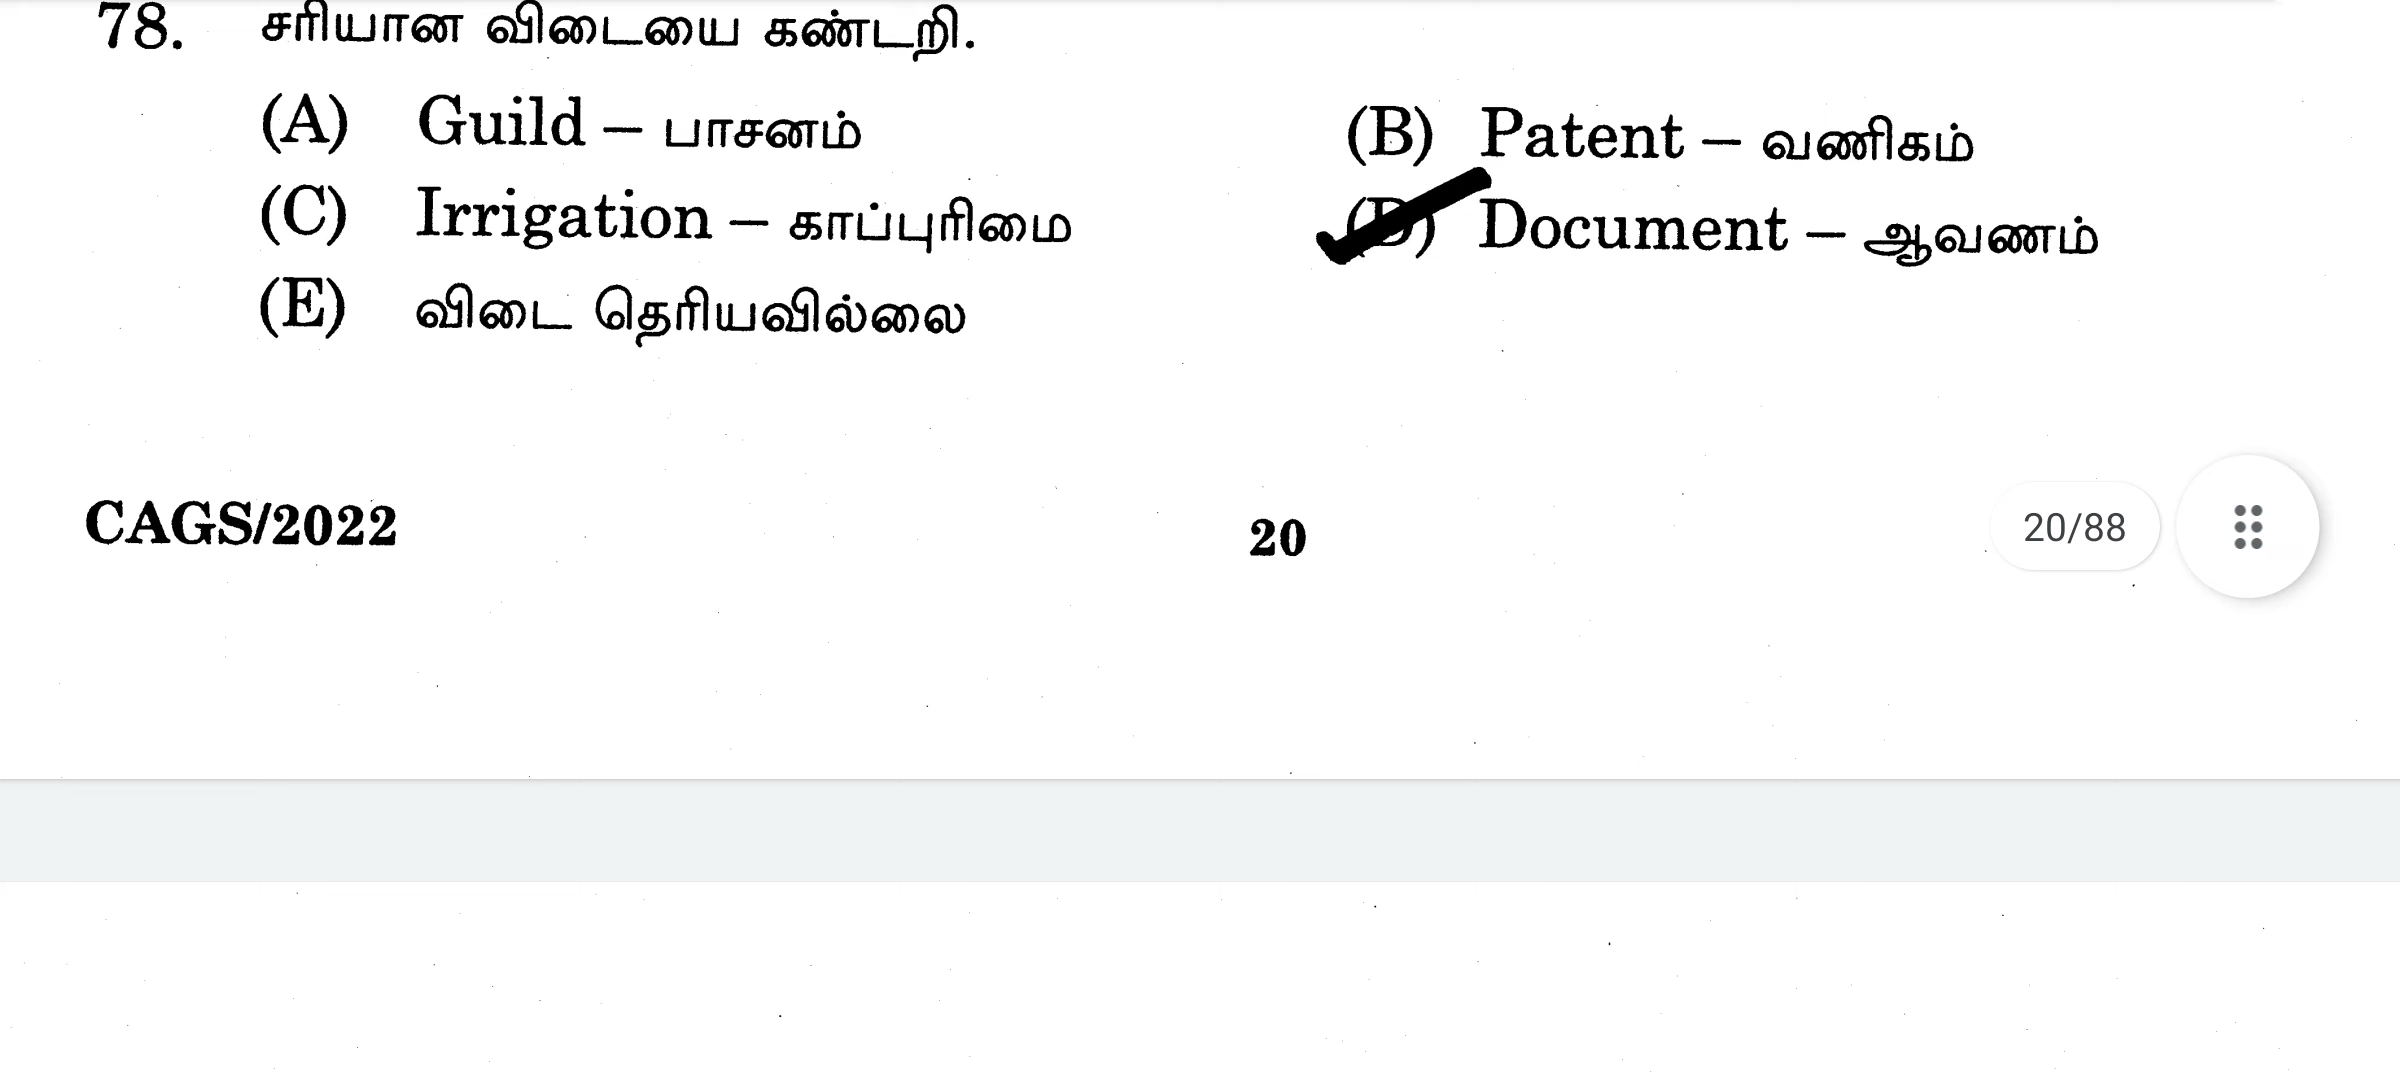 78. சரியான விடையை கண்டறி.
(A) Guild – பாசனம் (B) Patent – வணிகம்
(C) Irrigation – காப்புரிமை (D) Document – ஆவணம்
(E) விடை தெரியவில்லை
CAGS/2022 20 20/88